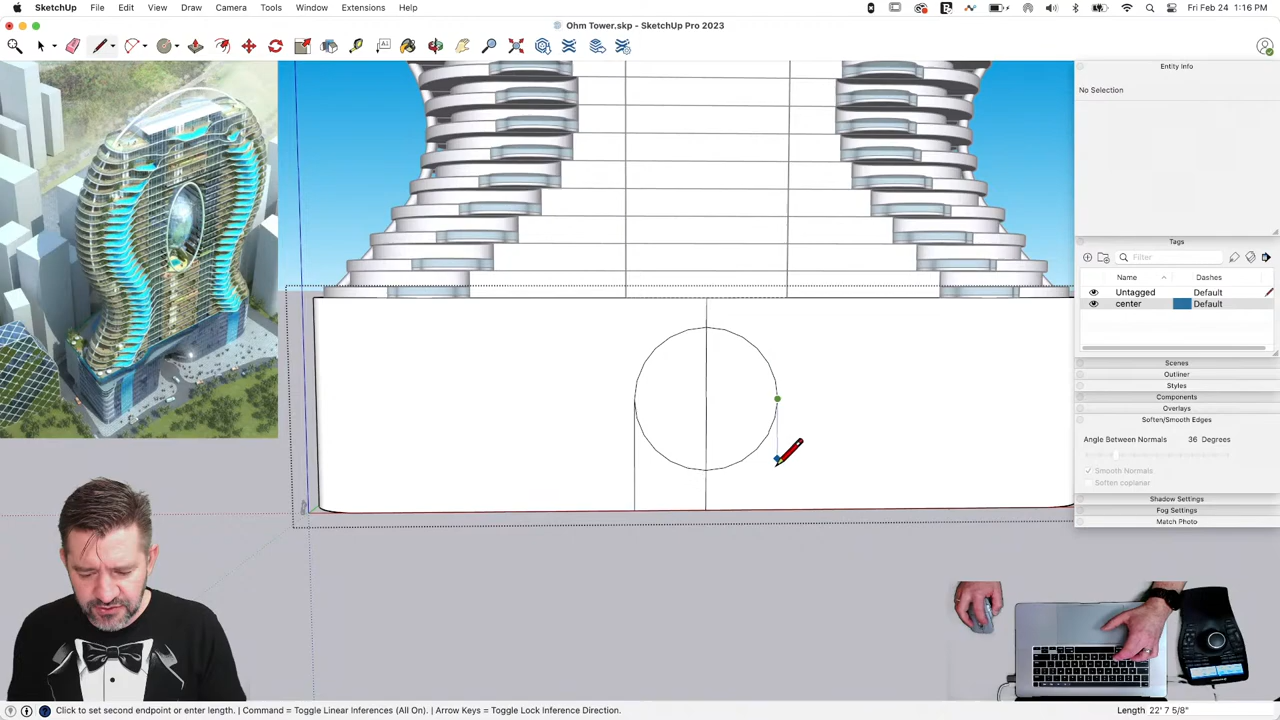 SketchUp File Edit View Draw Camera Tools Window Extensions Help
Fri Feb 24 1:16 PM
Ohm Tower.skp - SketchUp Pro 2023
Entity Info
No Selection
Tags
Filter
Name Dashes
Untagged Default
center Default
Scenes
Outliner
Styles
Components
Overlays
Soften/Smooth Edges
Angle Between Normals 36 Degrees
Smooth Normals
Soften coplanar
Shadow Settings
Fog Settings
Match Photo
Click to set second endpoint or enter length. | Command = Toggle Linear Inferences (All On). | Arrow Keys = Toggle Lock Inference Direction.
Length 22' 7 5/8"